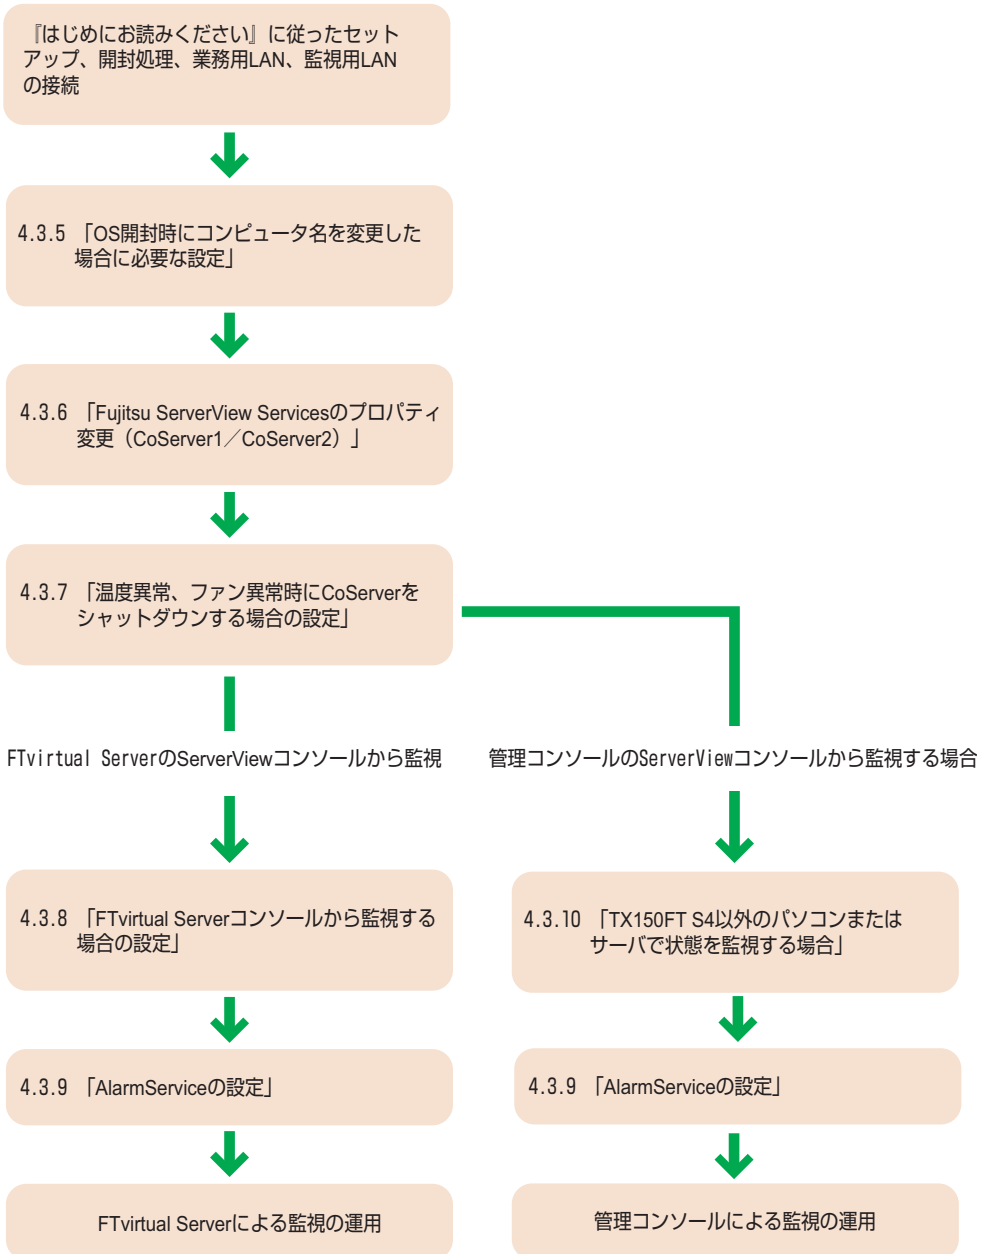 『はじめにお読みください』に従ったセット
アップ、開封処理、業務用LAN、監視用LAN
の接続
4.3.5 「OS開封時にコンピュータ名を変更した
場合に必要な設定」
4.3.6 「Fujitsu ServerView Servicesのプロパティ
変更（CoServer1／CoServer2）」
4.3.7 「温度異常、ファン異常時にCoServerを
シャットダウンする場合の設定」
FTvirtual ServerのServerViewコンソールから監視
管理コンソールのServerViewコンソールから監視する場合
4.3.8 「FTvirtual Serverコンソールから監視する
場合の設定」
4.3.10 「TX150FT S4以外のパソコンまたは
サーバで状態を監視する場合」
4.3.9 「AlarmServiceの設定」
4.3.9 「AlarmServiceの設定」
FTvirtual Serverによる監視の運用
管理コンソールによる監視の運用